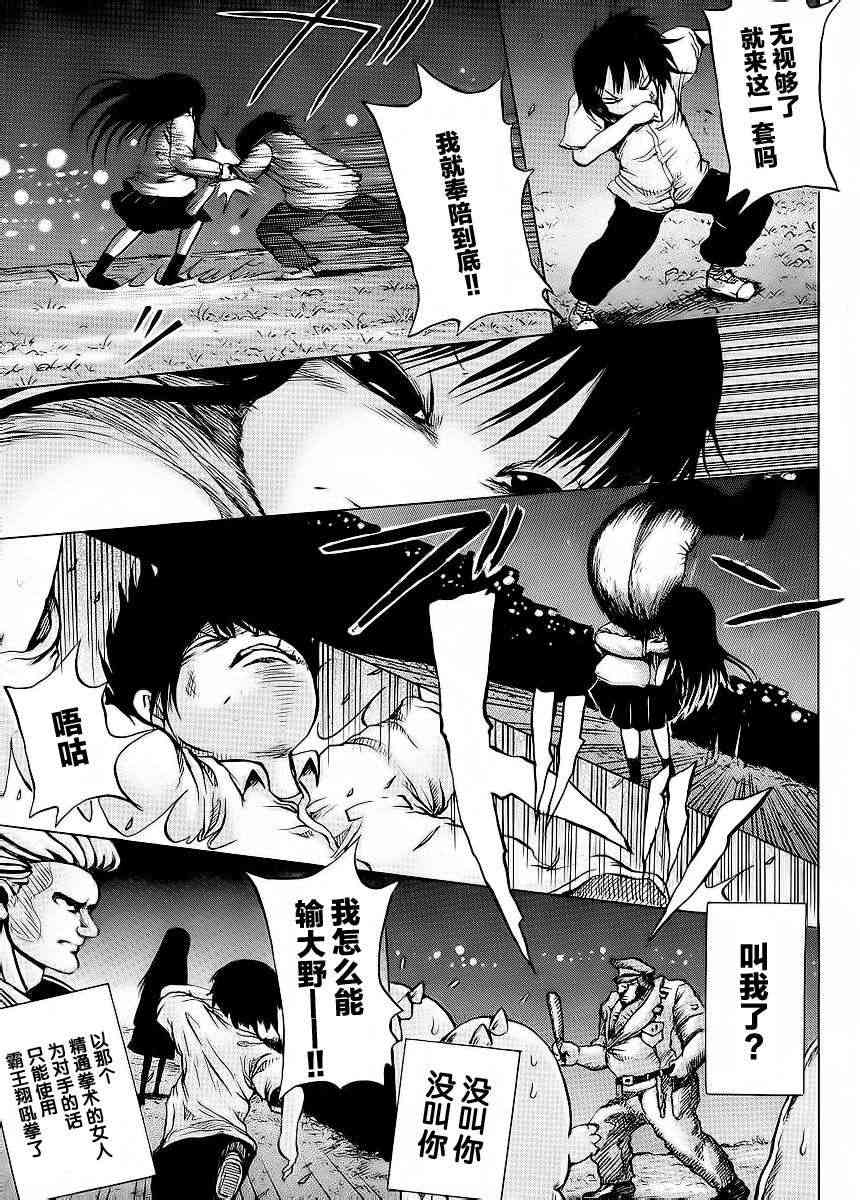 无视够了
就来这一套吗
我就奉陪到底!!
唔咕
叫我了？
没叫你
没叫你
我怎么能
输大野——!!
以那个
精通拳术的女人
为对手的话
只能使用
霸王翔吼拳了